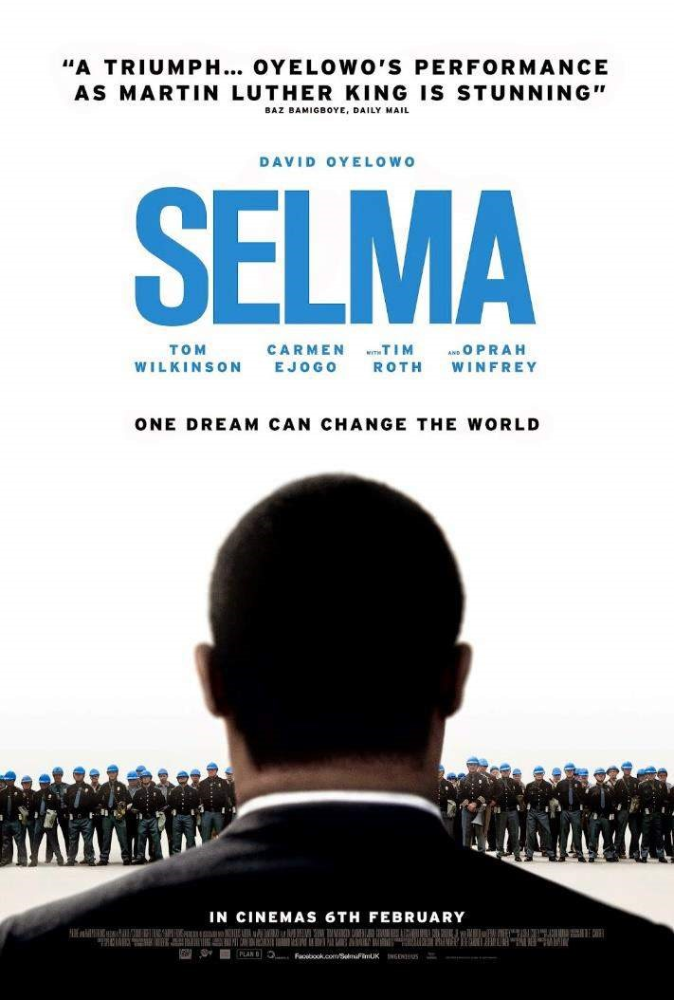 “A TRIUMPH... OYELOWO’S PERFORMANCE
AS MARTIN LUTHER KING IS STUNNING”
BAZ BAMIGBOYE, DAILY MAIL
DAVID OYELOWO
SELMA
TOM WILKINSON CARMEN EJOGO WITH TIM ROTH AND OPRAH WINFREY
ONE DREAM CAN CHANGE THE WORLD
IN CINEMAS 6TH FEBRUARY
PLAN B Facebook.com/SelmaFilmUK INGENIOUS